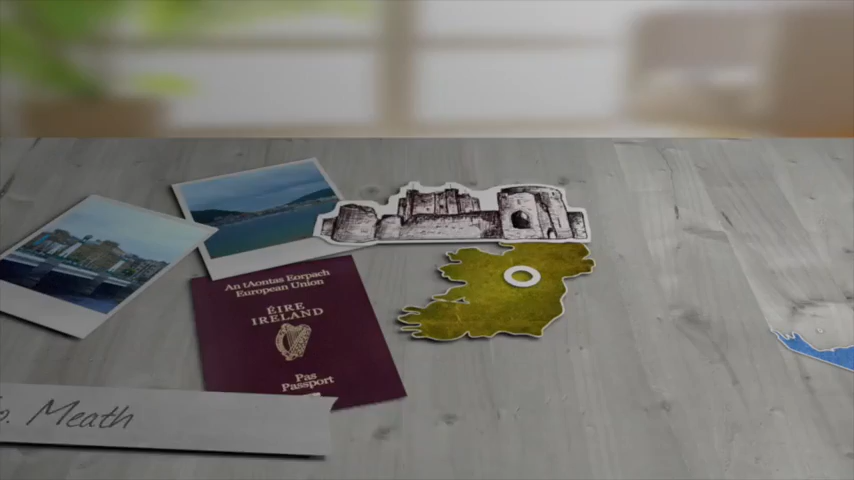 An tAontas Eorpach
European Union
ÉIRE
IRELAND
Pas
Passport
o. Meath